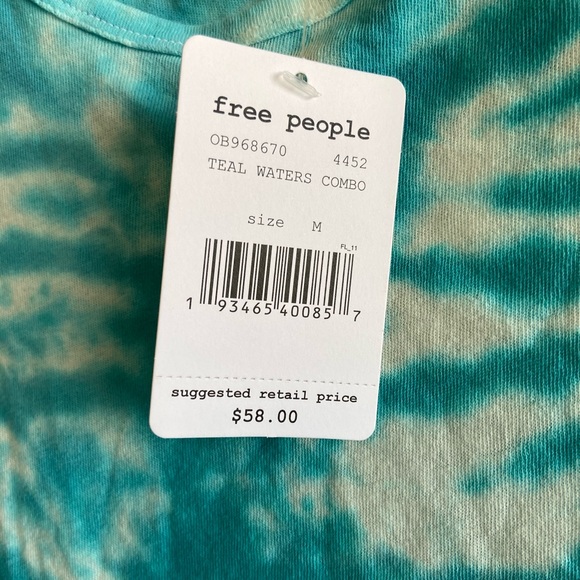 free people
OB968670 4452
TEAL WATERS COMBO
size M
FL_11
1 93465 40085 7
suggested retail price
$58.00